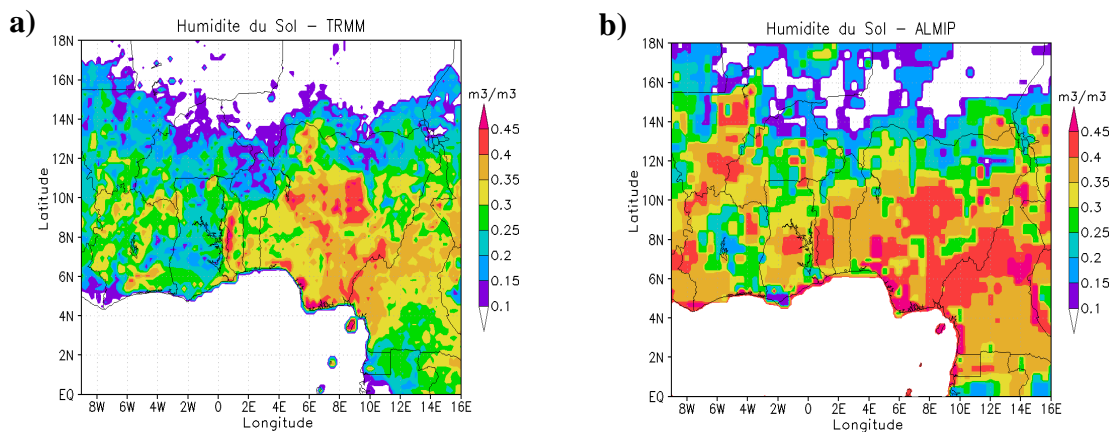 a)
Humidite du Sol – TRMM
18N
16N
14N
12N
10N
8N
6N
4N
2N
EQ
Latitude
8W 6W 4W 2W 0 2E 4E 6E 8E 10E 12E 14E 16E
Longitude
m3/m3
0.45
0.4
0.35
0.3
0.25
0.2
0.15
0.1
b)
Humidite du Sol – ALMIP
18N
16N
14N
12N
10N
8N
6N
4N
2N
EQ
Latitude
8W 6W 4W 2W 0 2E 4E 6E 8E 10E 12E 14E 16E
Longitude
m3/m3
0.45
0.4
0.35
0.3
0.25
0.2
0.15
0.1